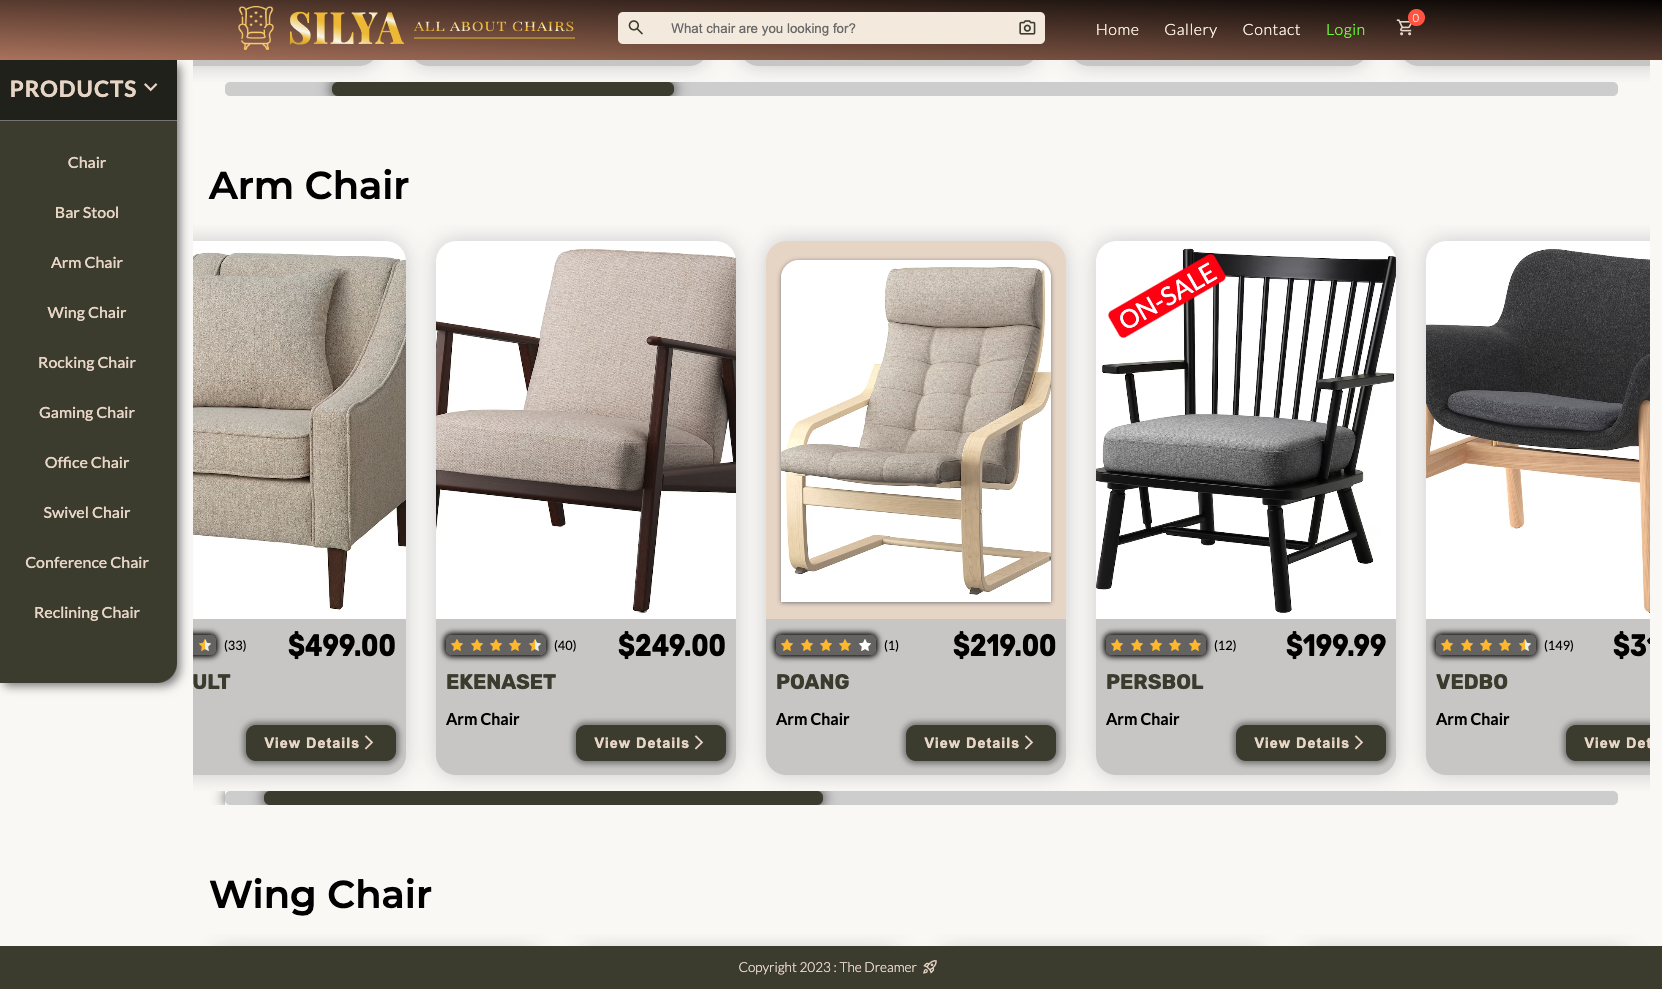 SILYA
ALL ABOUT CHAIRS
What chair are you looking for?
Home
Gallery
Contact
Login
0
PRODUCTS
Chair
Bar Stool
Arm Chair
Wing Chair
Rocking Chair
Gaming Chair
Office Chair
Swivel Chair
Conference Chair
Reclining Chair
Arm Chair
(33)
$499.00
ULT
View Details
(40)
$249.00
EKENASET
Arm Chair
View Details
(1)
$219.00
POANG
Arm Chair
View Details
ON-SALE
(12)
$199.99
PERSBOL
Arm Chair
View Details
(149)
VEDBO
Arm Chair
View
Wing Chair
Copyright 2023 : The Dreamer